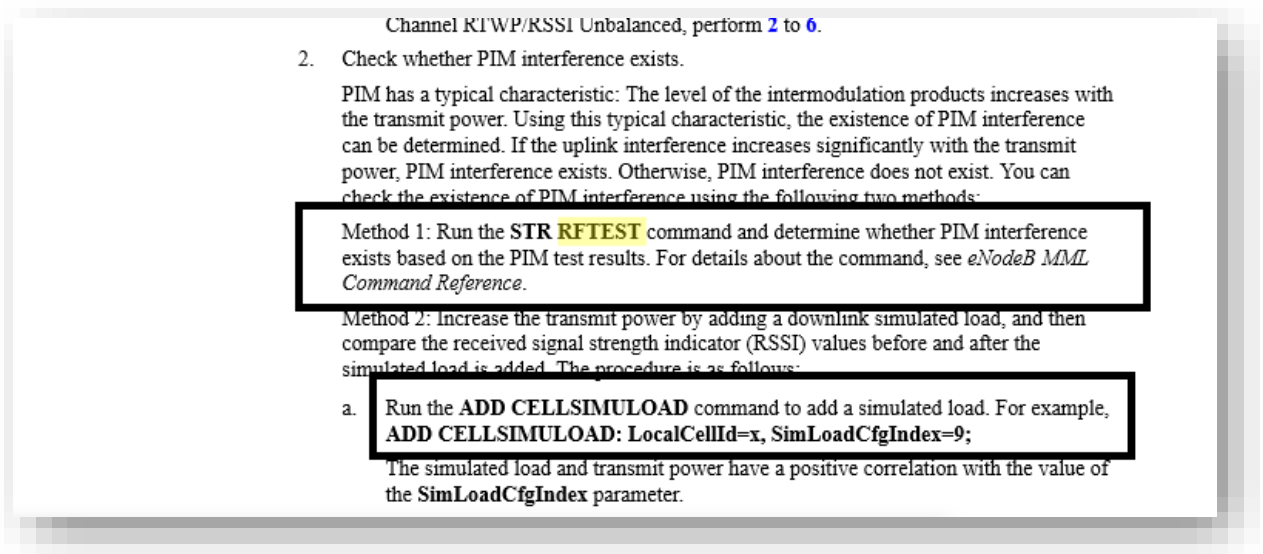 Channel RTWP/RSSI Unbalanced, perform 2 to 6.
2. Check whether PIM interference exists.
PIM has a typical characteristic: The level of the intermodulation products increases with
the transmit power. Using this typical characteristic, the existence of PIM interference
can be determined. If the uplink interference increases significantly with the transmit
power, PIM interference exists. Otherwise, PIM interference does not exist. You can
check the existence of PIM interference using the following two methods:
Method 1: Run the STR RFTEST command and determine whether PIM interference
exists based on the PIM test results. For details about the command, see eNodeB MML
Command Reference.
Method 2: Increase the transmit power by adding a downlink simulated load, and then
compare the received signal strength indicator (RSSI) values before and after the
simulated load is added. The procedure is as follows:
a. Run the ADD CELLSIMULOAD command to add a simulated load. For example,
ADD CELLSIMULOAD: LocalCellId=x, SimLoadCfgIndex=9;
The simulated load and transmit power have a positive correlation with the value of
the SimLoadCfgIndex parameter.